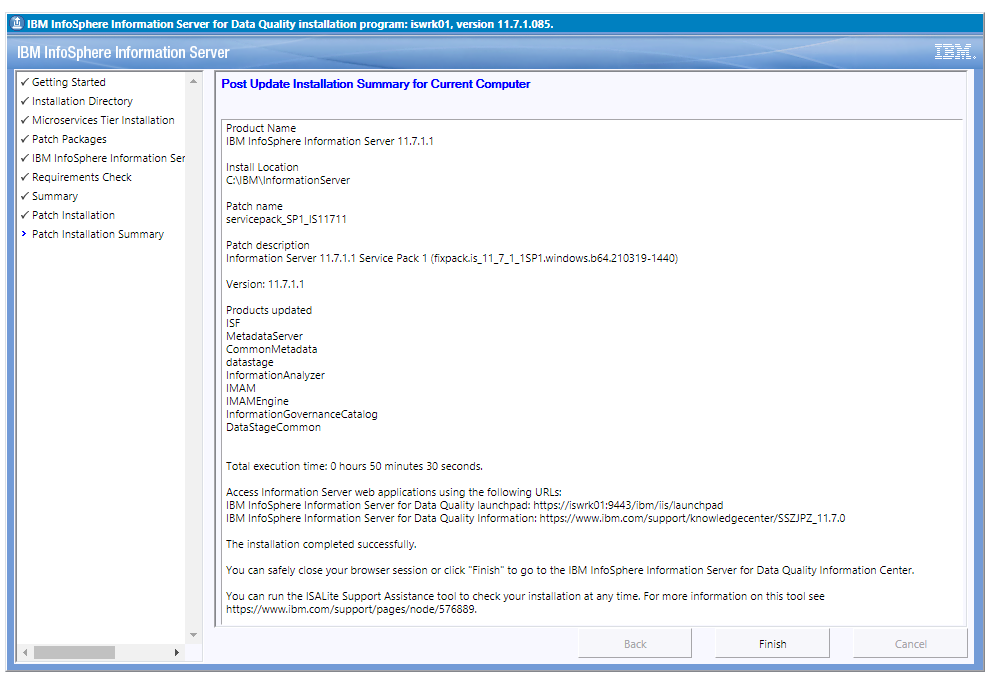 IBM InfoSphere Information Server for Data Quality installation program: iswrk01, version 11.7.1.085.
IBM InfoSphere Information Server
IBM.
Getting Started
Installation Directory
Microservices Tier Installation
Patch Packages
IBM InfoSphere Information Ser
Requirements Check
Summary
Patch Installation
Patch Installation Summary
Post Update Installation Summary for Current Computer
Product Name
IBM InfoSphere Information Server 11.7.1.1
Install Location
C:\IBM\InformationServer
Patch name
servicepack_SP1_IS11711
Patch description
Information Server 11.7.1.1 Service Pack 1 (fixpack.is_11_7_1_1SP1.windows.b64.210319-1440)
Version: 11.7.1.1
Products updated
ISF
MetadataServer
CommonMetadata
datastage
InformationAnalyzer
IMAM
IMAMEngine
InformationGovernanceCatalog
DataStageCommon
Total execution time: 0 hours 50 minutes 30 seconds.
Access Information Server web applications using the following URLs:
IBM InfoSphere Information Server for Data Quality launchpad: https://iswrk01:9443/ibm/iis/launchpad
IBM InfoSphere Information Server for Data Quality Information: https://www.ibm.com/support/knowledgecenter/SSZJPZ_11.7.0
The installation completed successfully.
You can safely close your browser session or click "Finish" to go to the IBM InfoSphere Information Server for Data Quality Information Center.
You can run the ISALite Support Assistance tool to check your installation at any time. For more information on this tool see
https://www.ibm.com/support/pages/node/576889.
Back
Finish
Cancel